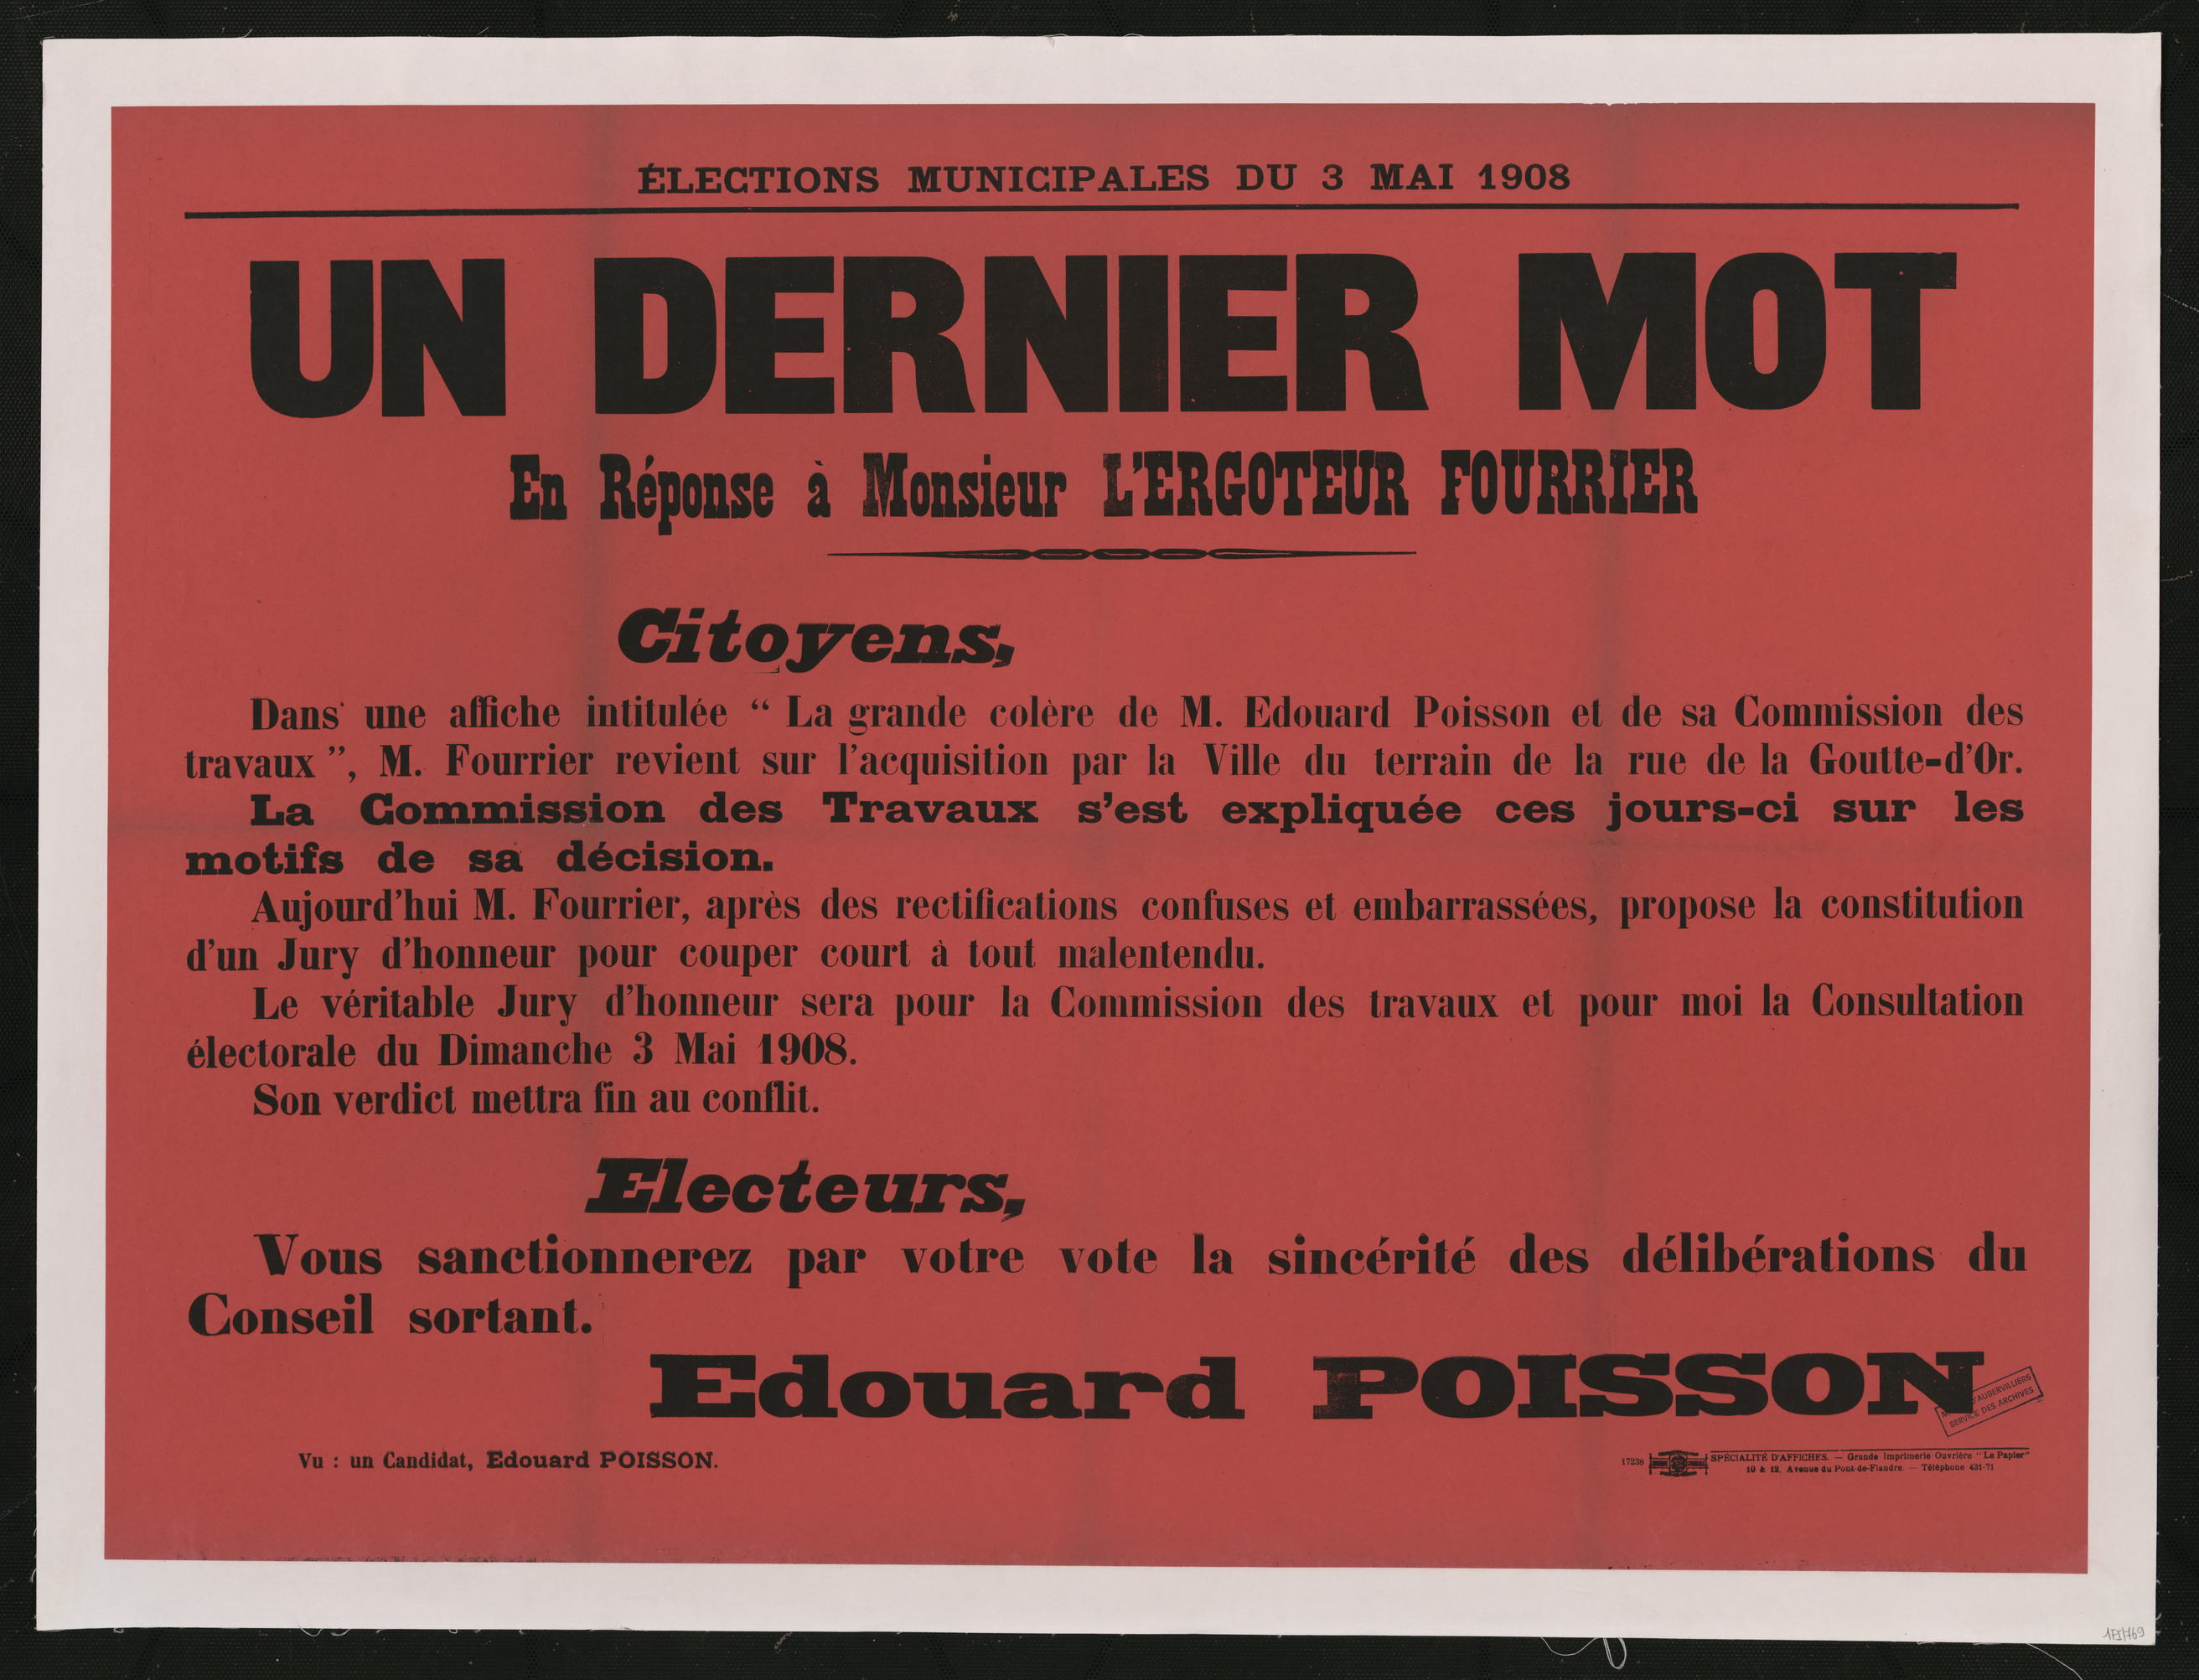 ÉLECTIONS MUNICIPALES DU 3 MAI 1908
UN DERNIER MOT
En Réponse à Monsieur L'ERGOTEUR FOURRIER
Citoyens,
Dans une affiche intitulée “ La grande colère de M. Edouard Poisson et de sa Commission des
travaux ”, M. Fourrier revient sur l'acquisition par la Ville du terrain de la rue de la Goutte-d'Or.
La Commission des Travaux s'est expliquée ces jours-ci sur les
motifs de sa décision.
Aujourd'hui M. Fourrier, après des rectifications confuses et embarrassées, propose la constitution
d'un Jury d'honneur pour couper court à tout malentendu.
Le véritable Jury d'honneur sera pour la Commission des travaux et pour moi la Consultation
électorale du Dimanche 3 Mai 1908.
Son verdict mettra fin au conflit.
Electeurs,
Vous sanctionnerez par votre vote la sincérité des délibérations du
Conseil sortant.
Edouard POISSON
D'AUBERVILLIERS
SERVICE DES ARCHIVES
Vu : un Candidat, Edouard POISSON.
17238 SPÉCIALITÉ D'AFFICHES. — Grande Imprimerie Ouvrière “Le Papier”
10 & 12, Avenue du Pont-de-Flandre. — Téléphone 431-71
1FI/769